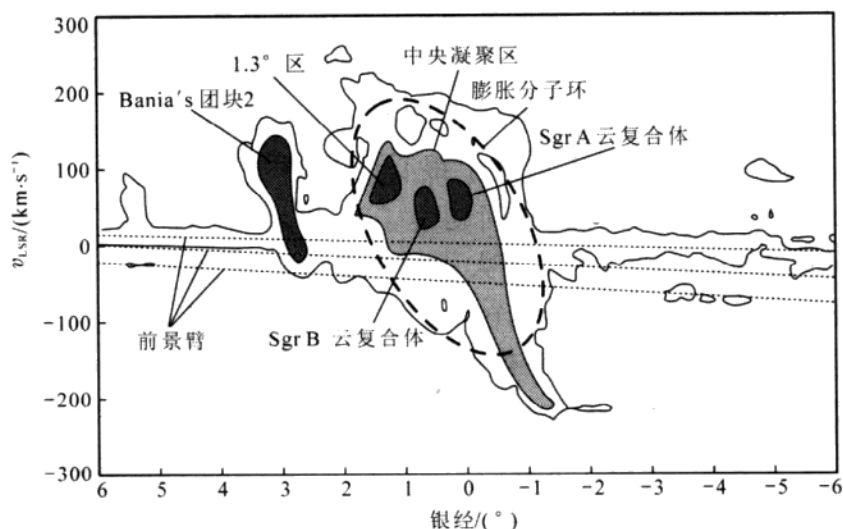 300
200
100
0
-100
-200
-300
v_LSR/(km·s⁻¹)
1.3° 区
Bania's 团块2
中央凝聚区
膨胀分子环
SgrA 云复合体
前景臂
SgrB 云复合体
6 5 4 3 2 1 0 -1 -2 -3 -4 -5 -6
银经/(°)